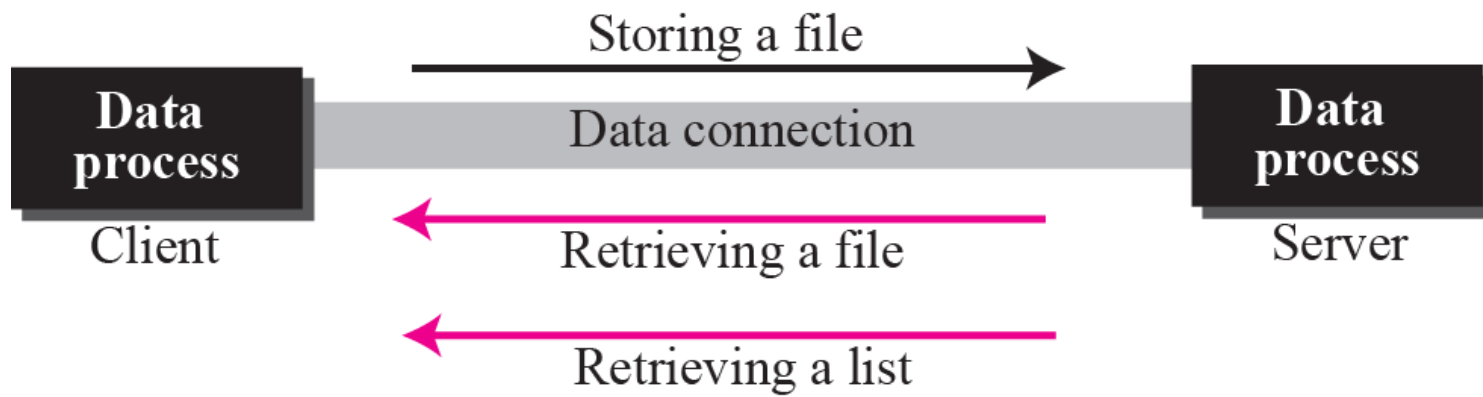 Storing a file
Data
process
Data connection
Data
process
Client
Retrieving a file
Server
Retrieving a list